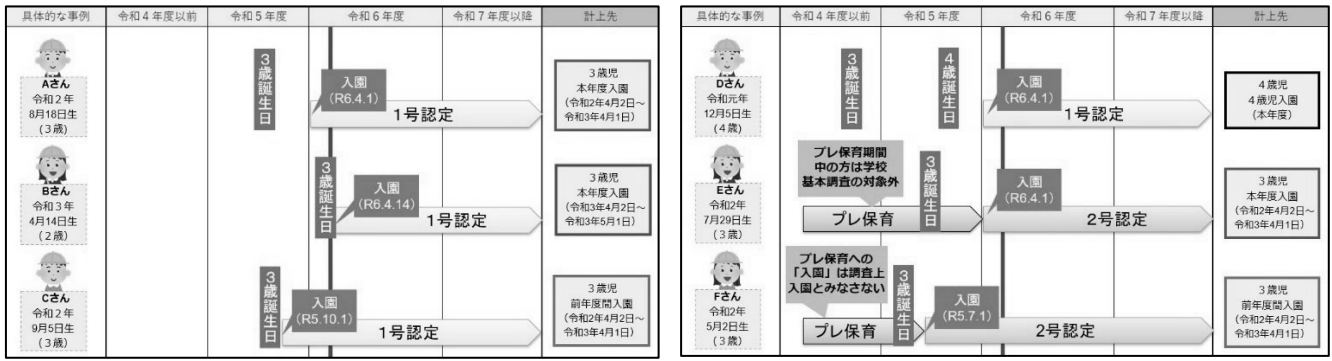 具体的な事例 令和４年度以前 令和５年度 令和６年度 令和７年度以降 計上先
Aさん
令和２年
8月18日生
(３歳)
３歳誕生日
入園
(R6.4.1)
１号認定
３歳児
本年度入園
(令和2年4月2日～
令和3年4月1日)
Bさん
令和３年
4月14日生
(２歳)
３歳誕生日
入園
(R6.4.14)
１号認定
３歳児
本年度入園
(令和3年4月2日～
令和3年5月1日)
Cさん
令和２年
9月5日生
(３歳)
３歳誕生日
入園
(R5.10.1)
１号認定
３歳児
前年度間入園
(令和2年4月2日～
令和3年4月1日)
具体的な事例 令和４年度以前 令和５年度 令和６年度 令和７年度以降 計上先
Dさん
令和元年
12月5日生
(４歳)
３歳誕生日
４歳誕生日
入園
(R6.4.1)
１号認定
４歳児
４歳児入園
(本年度)
プレ保育期間
中の方は学校
基本調査の対象外
Eさん
令和2年
7月29日生
(３歳)
プレ保育
３歳誕生日
入園
(R6.4.1)
２号認定
３歳児
本年度入園
(令和2年4月2日～
令和3年4月1日)
プレ保育への
「入園」は調査上
入園とみなさない
Fさん
令和2年
5月2日生
(３歳)
プレ保育
３歳誕生日
入園
(R5.7.1)
２号認定
３歳児
前年度間入園
(令和2年4月2日～
令和3年4月1日)